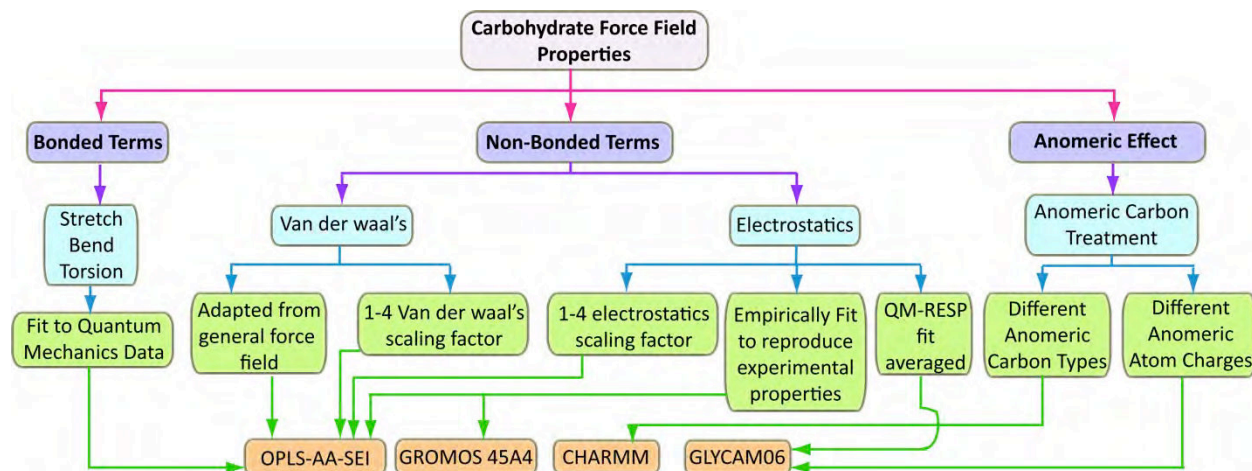 Carbohydrate Force Field
Properties
Bonded Terms
Non-Bonded Terms
Anomeric Effect
Stretch
Bend
Torsion
Van der waal's
Electrostatics
Anomeric Carbon
Treatment
Fit to Quantum
Mechanics Data
Adapted from
general force
field
1-4 Van der waal's
scaling factor
1-4 electrostatics
scaling factor
Empirically Fit
to reproduce
experimental
properties
QM-RESP
fit
averaged
Different
Anomeric
Carbon Types
Different
Anomeric
Atom Charges
OPLS-AA-SEI
GROMOS 45A4
CHARMM
GLYCAM06